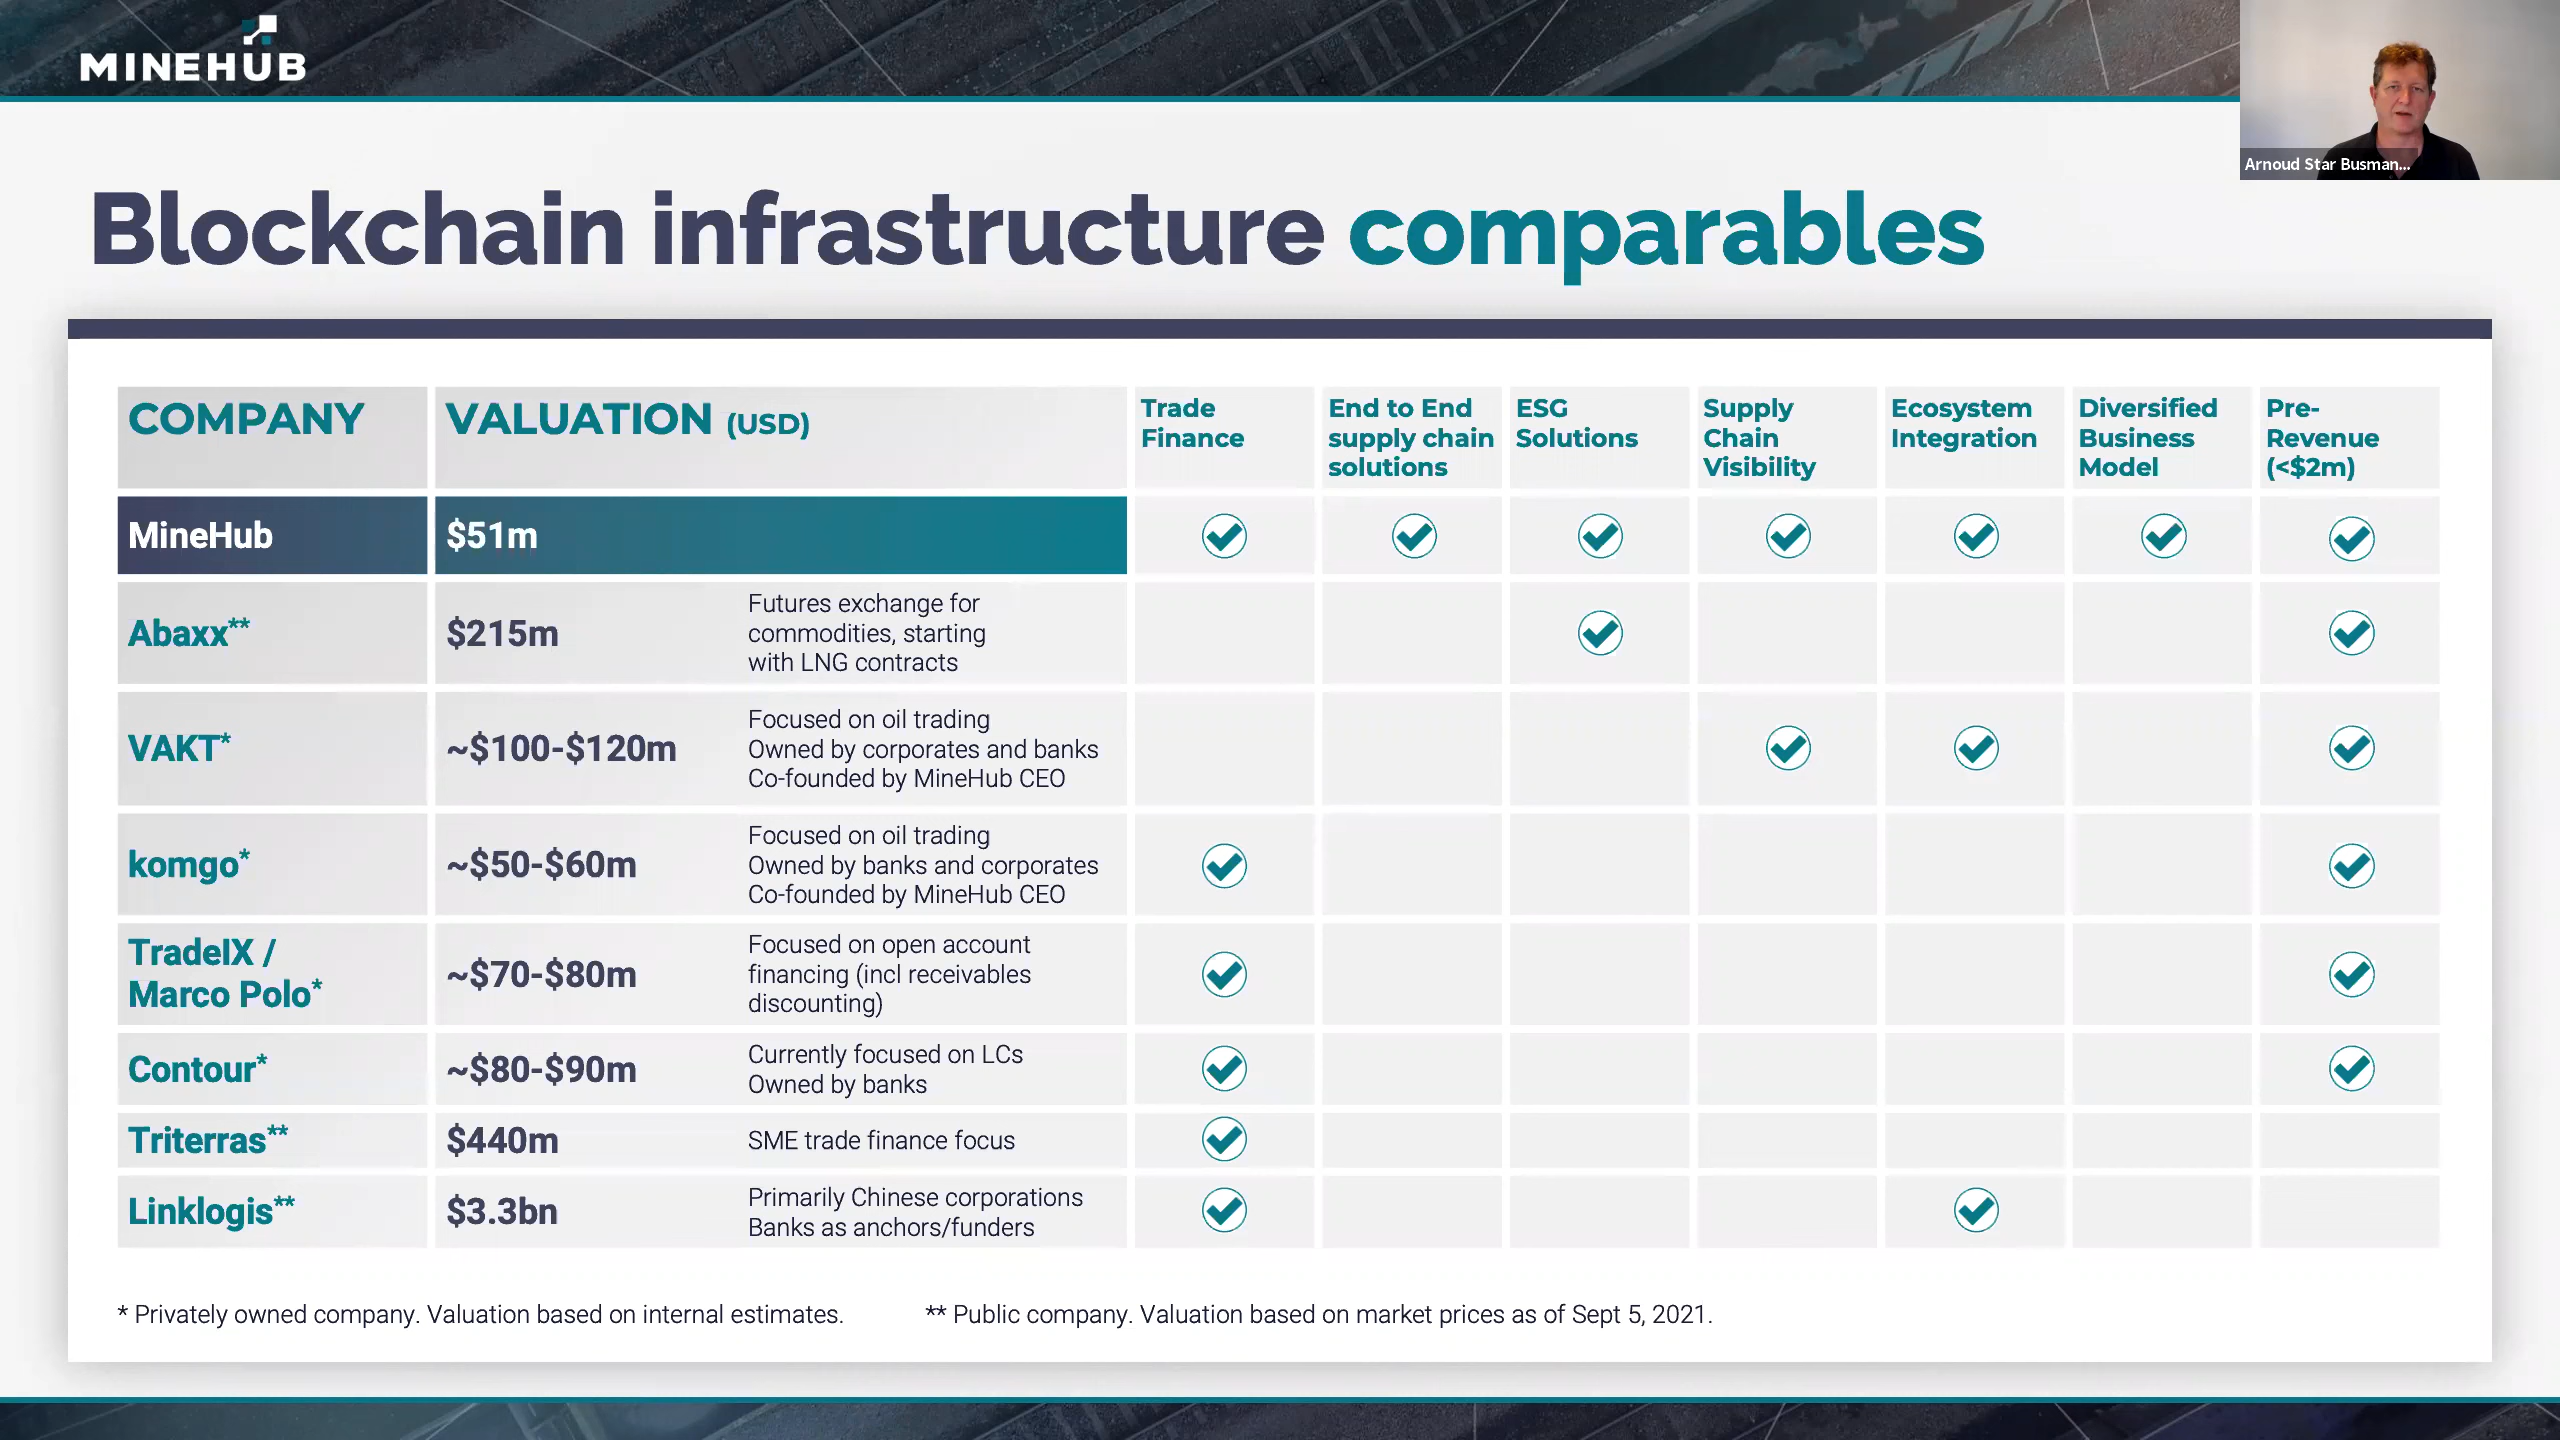 MINEHUB
Arnoud Star Busman...
Blockchain infrastructure comparables
COMPANY
VALUATION (USD)
Trade
Finance
End to End
supply chain
solutions
ESG
Solutions
Supply
Chain
Visibility
Ecosystem
Integration
Diversified
Business
Model
Pre-
Revenue
(<$2m)
MineHub
$51m
Abaxx**
$215m
Futures exchange for
commodities, starting
with LNG contracts
VAKT*
~$100-$120m
Focused on oil trading
Owned by corporates and banks
Co-founded by MineHub CEO
komgo*
~$50-$60m
Focused on oil trading
Owned by banks and corporates
Co-founded by MineHub CEO
TradeIX /
Marco Polo*
~$70-$80m
Focused on open account
financing (incl receivables
discounting)
Contour*
~$80-$90m
Currently focused on LCs
Owned by banks
Triterras**
$440m
SME trade finance focus
Linklogis**
$3.3bn
Primarily Chinese corporations
Banks as anchors/funders
* Privately owned company. Valuation based on internal estimates.
** Public company. Valuation based on market prices as of Sept 5, 2021.